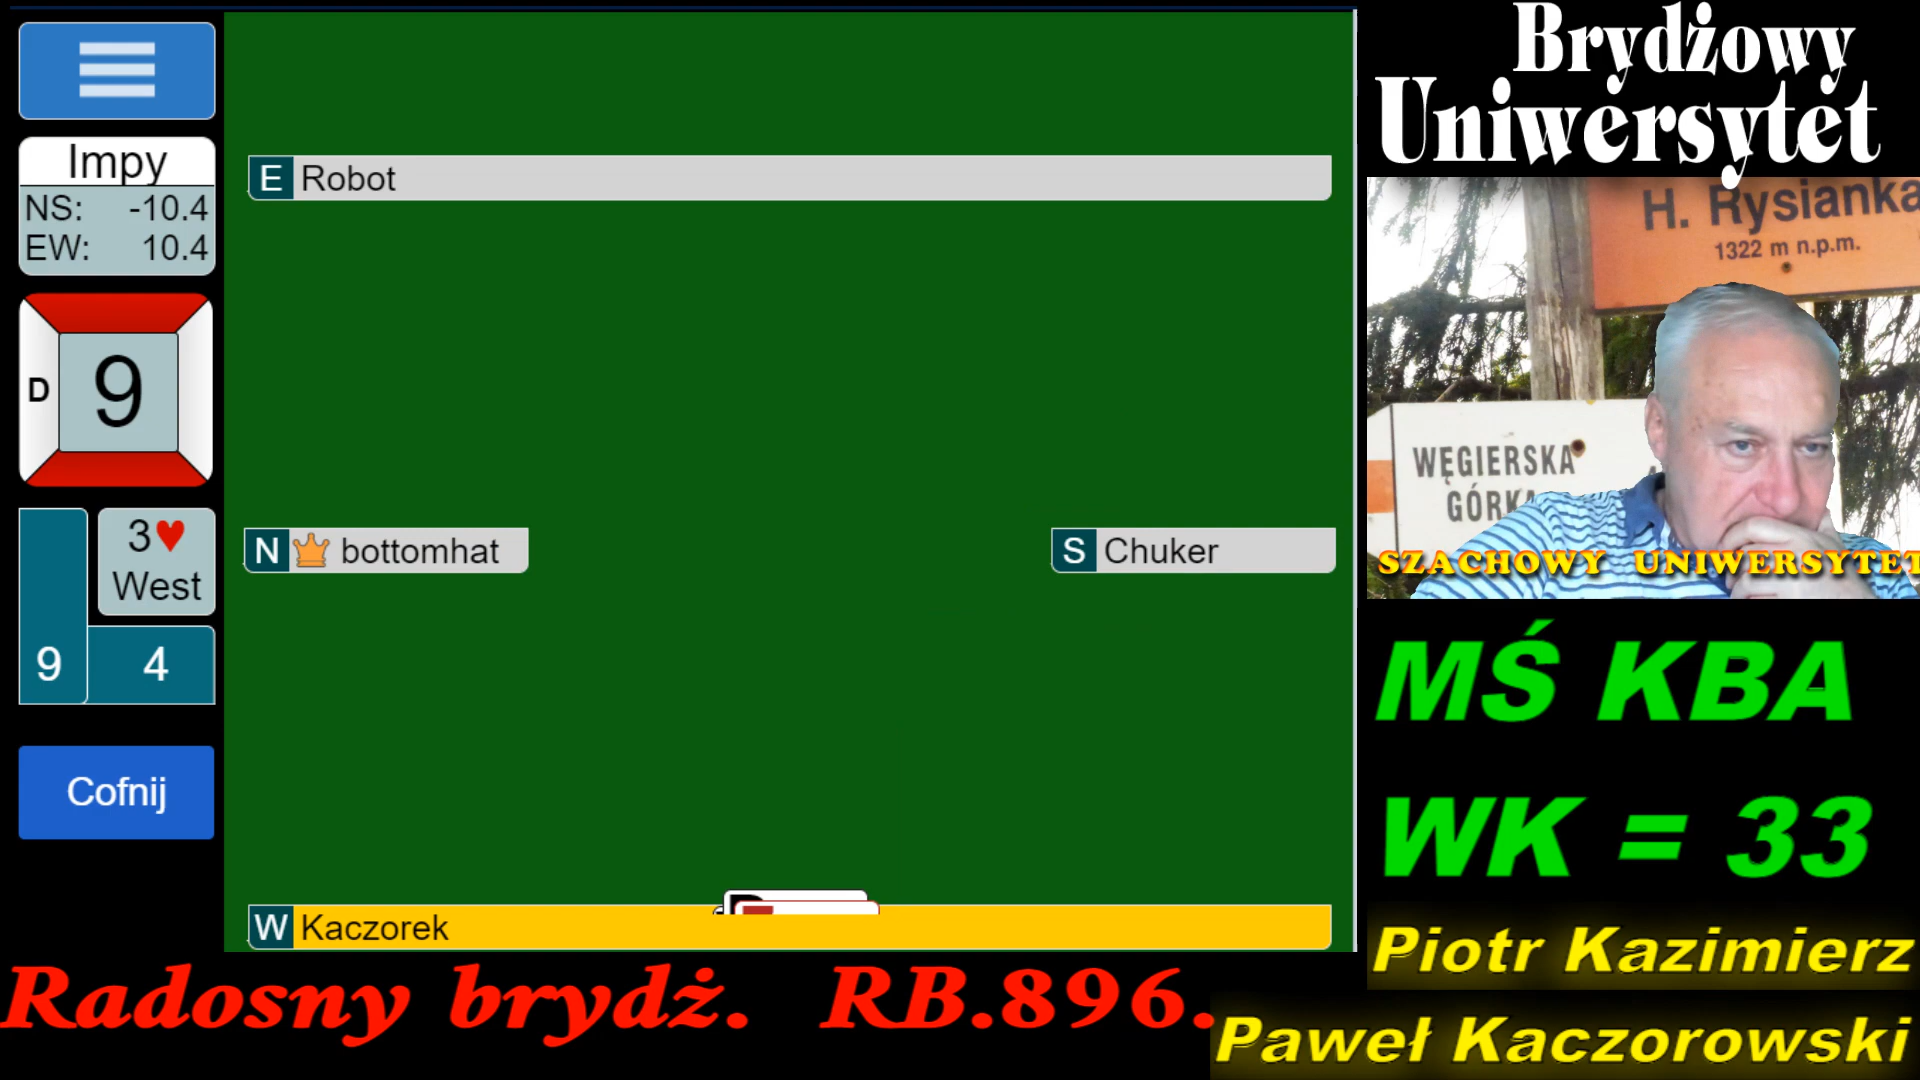 Brydżowy
Uniwersytet
Impy
NS: -10.4
EW: 10.4
D
9
3♥
West
9
4
Cofnij
E Robot
N bottomhat
S Chuker
W Kaczorek
H. Rysianka
1322 m n.p.m.
WĘGIERSKA
GÓRKA
SZACHOWY UNIWERSYTET
MŚ KBA
WK = 33
Piotr Kazimierz
Paweł Kaczorowski
Radosny brydż. RB.896.